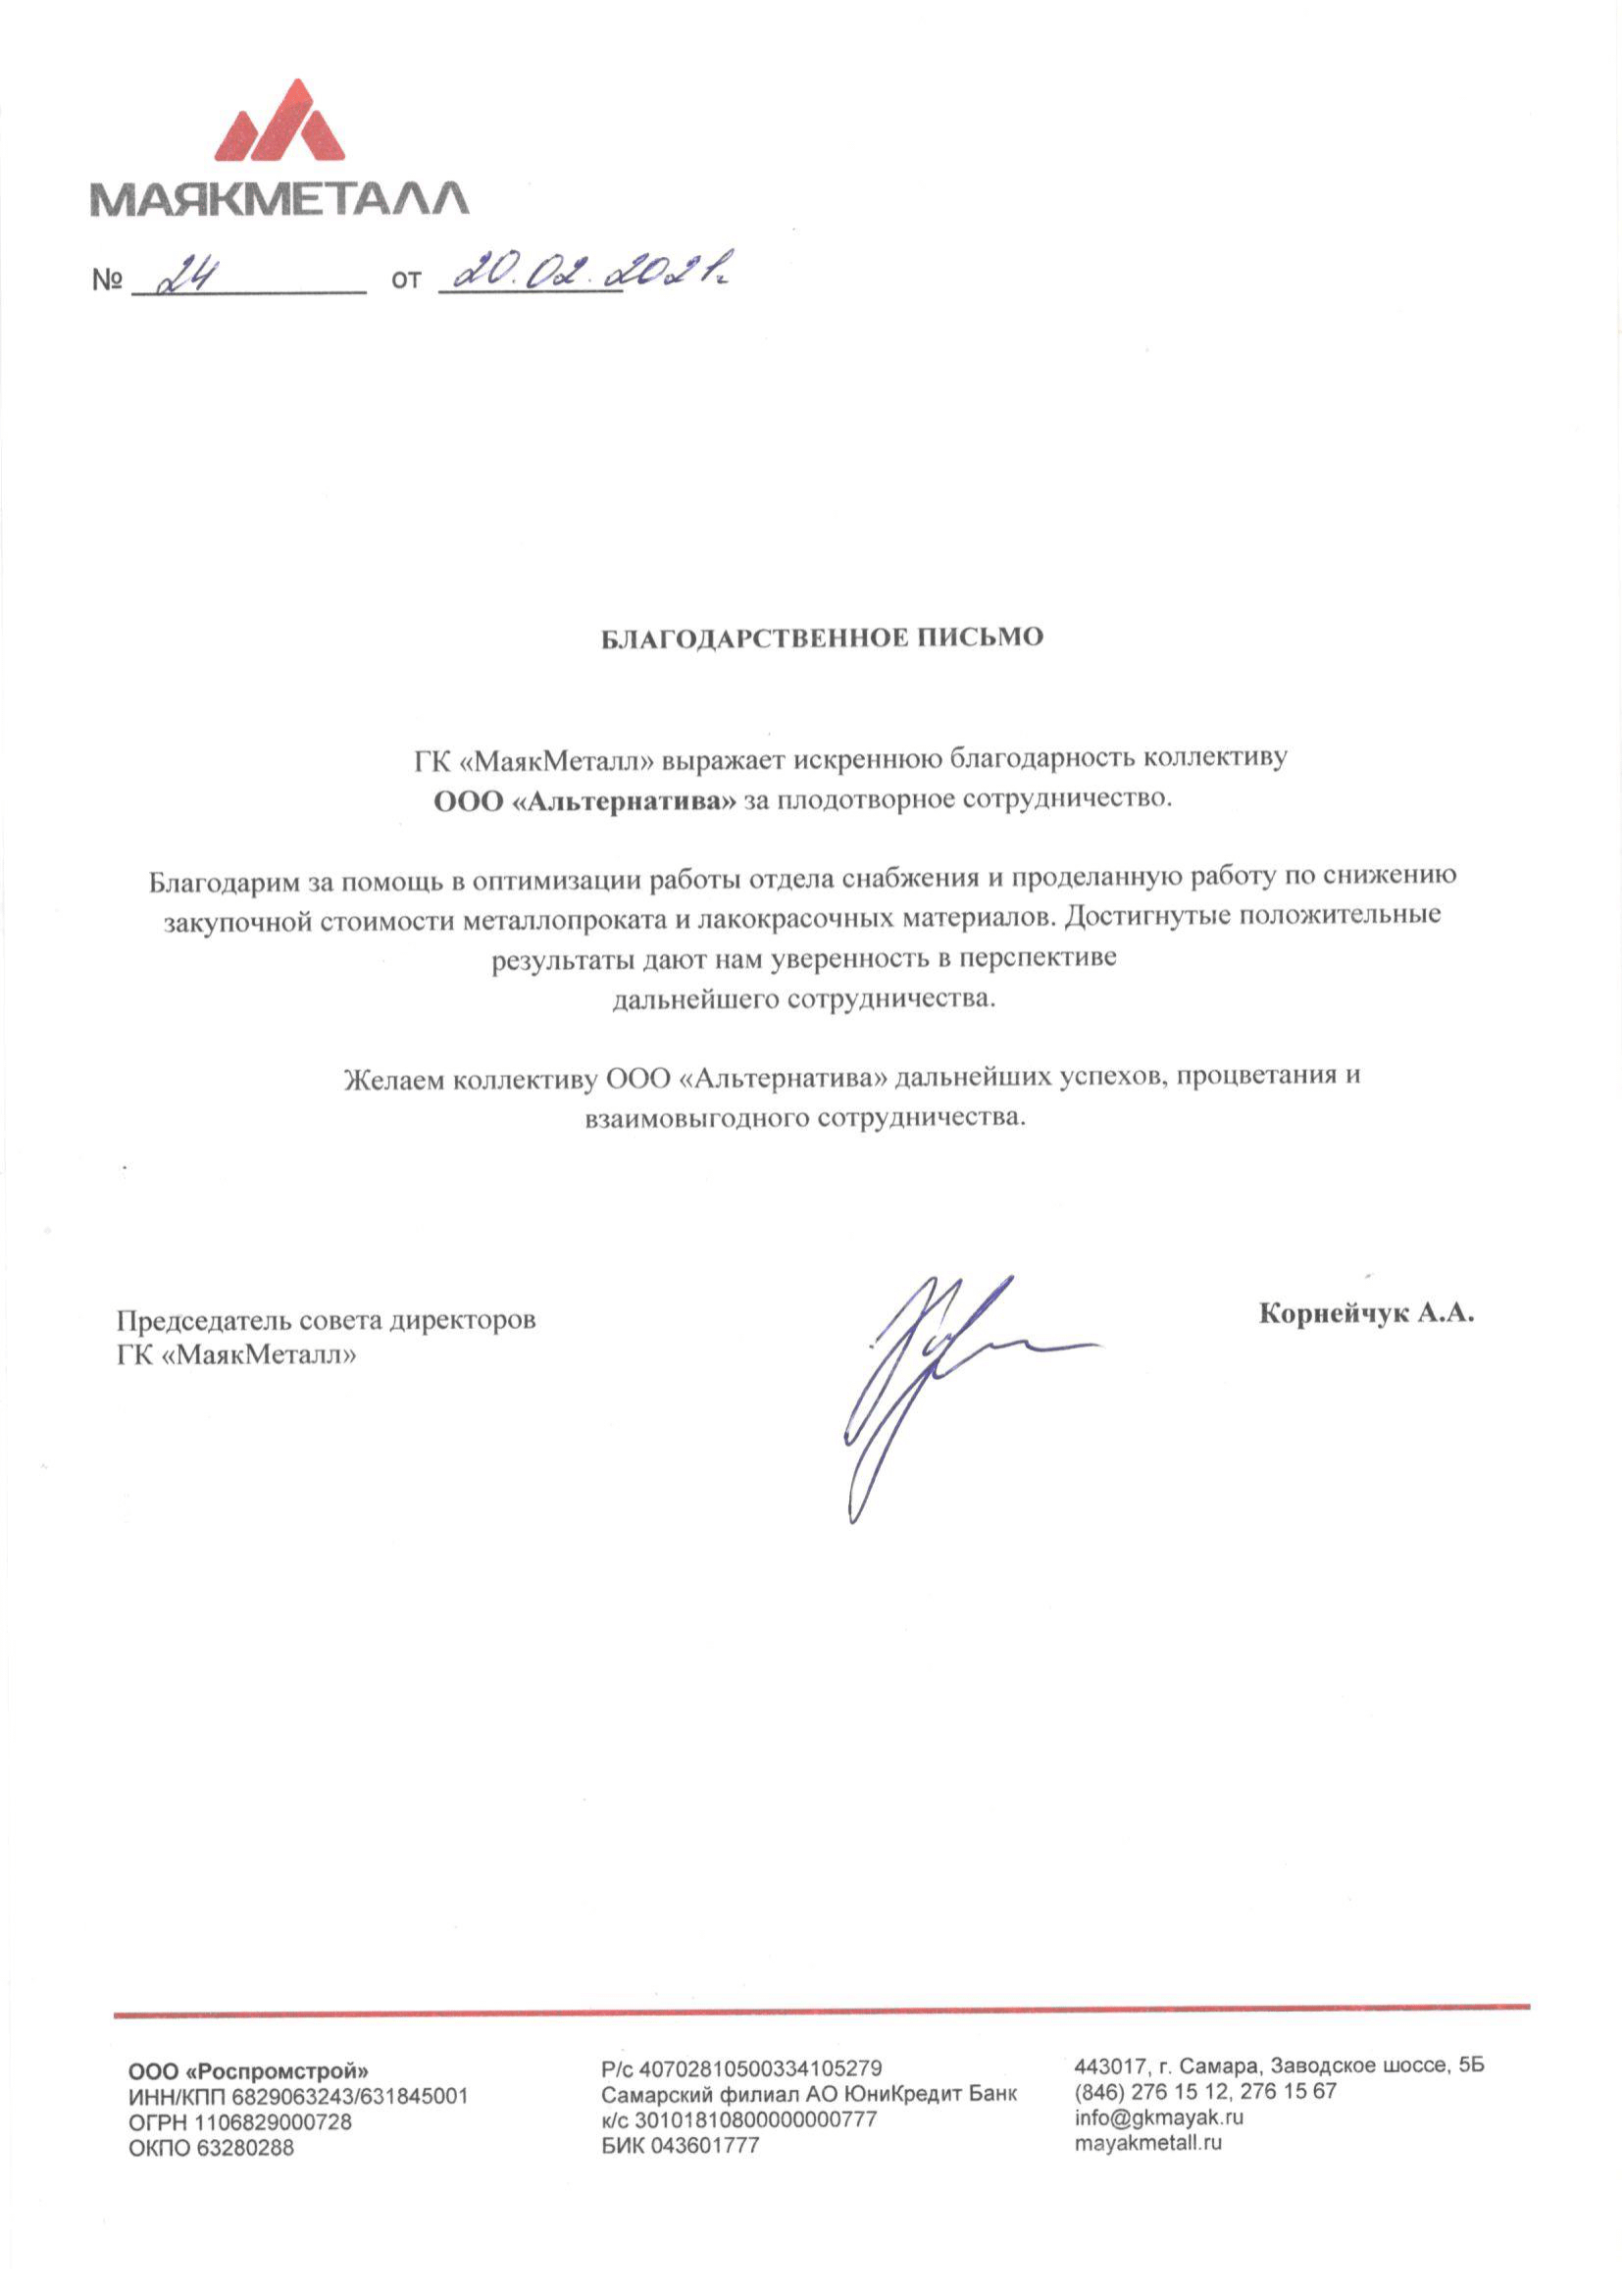 МАЯКМЕТАЛЛ
№ 24 от 20.02.2021г.
БЛАГОДАРСТВЕННОЕ ПИСЬМО
ГК «МаякМеталл» выражает искреннюю благодарность коллективу
ООО «Альтернатива» за плодотворное сотрудничество.
Благодарим за помощь в оптимизации работы отдела снабжения и проделанную работу по снижению
закупочной стоимости металлопроката и лакокрасочных материалов. Достигнутые положительные
результаты дают нам уверенность в перспективе
дальнейшего сотрудничества.
Желаем коллективу ООО «Альтернатива» дальнейших успехов, процветания и
взаимовыгодного сотрудничества.
Председатель совета директоров
ГК «МаякМеталл»
Корнейчук А.А.
ООО «Роспромстрой»
ИНН/КПП 6829063243/631845001
ОГРН 1106829000728
ОКПО 63280288
Р/с 40702810500334105279
Самарский филиал АО ЮниКредит Банк
к/с 30101810800000000777
БИК 043601777
443017, г. Самара, Заводское шоссе, 5Б
(846) 276 15 12, 276 15 67
info@gkmayak.ru
mayakmetall.ru